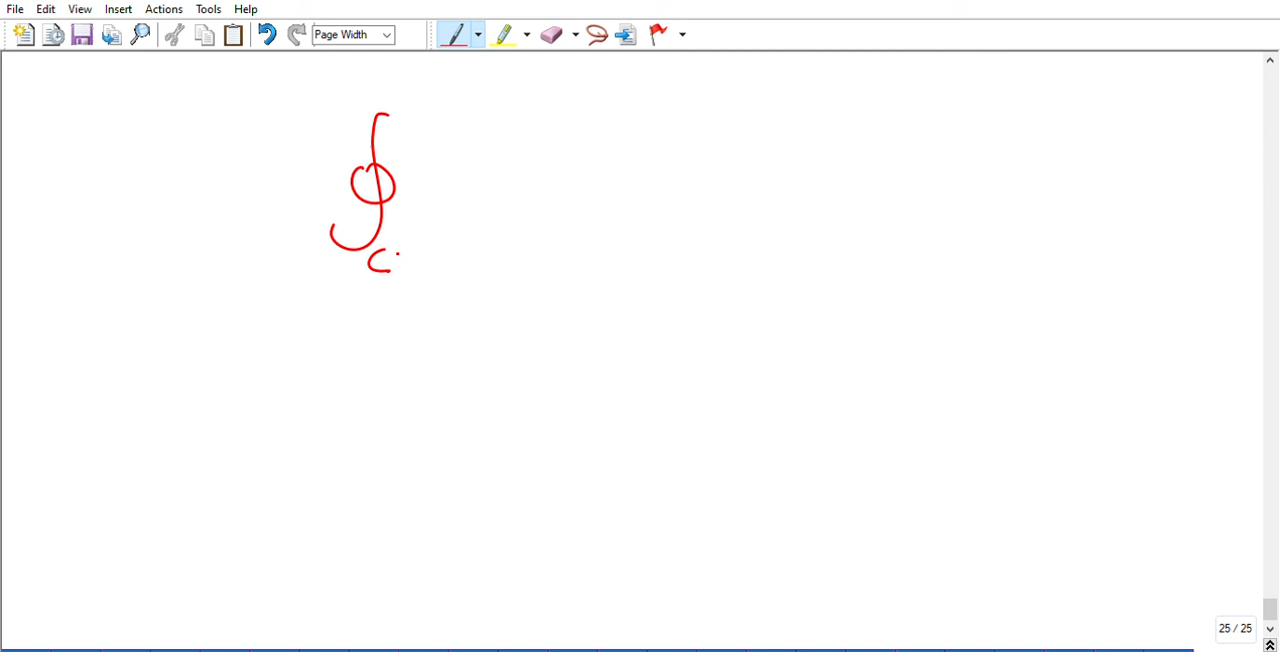 File Edit View Insert Actions Tools Help
Page Width
∮
C
25 / 25